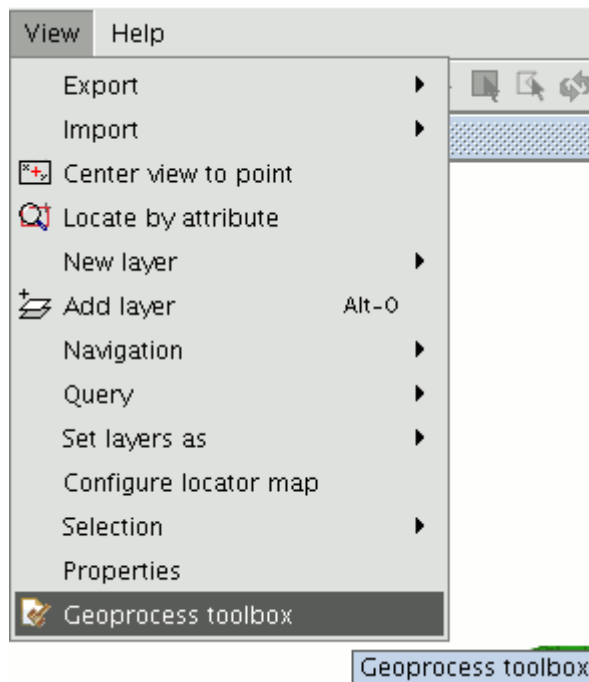 View Help
Export
Import
Center view to point
Locate by attribute
New layer
Add layer Alt-O
Navigation
Query
Set layers as
Configure locator map
Selection
Properties
Geoprocess toolbox
Geoprocess toolbox